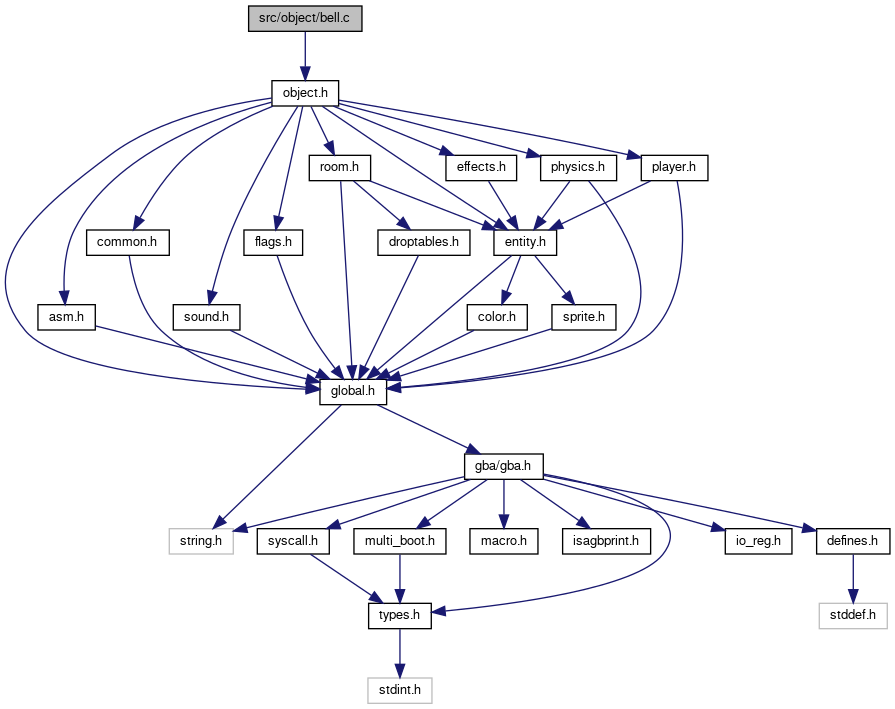 src/object/bell.c
object.h
room.h
effects.h
physics.h
player.h
common.h
flags.h
droptables.h
entity.h
asm.h
sound.h
color.h
sprite.h
global.h
gba/gba.h
string.h
syscall.h
multi_boot.h
macro.h
isagbprint.h
io_reg.h
defines.h
types.h
stddef.h
stdint.h